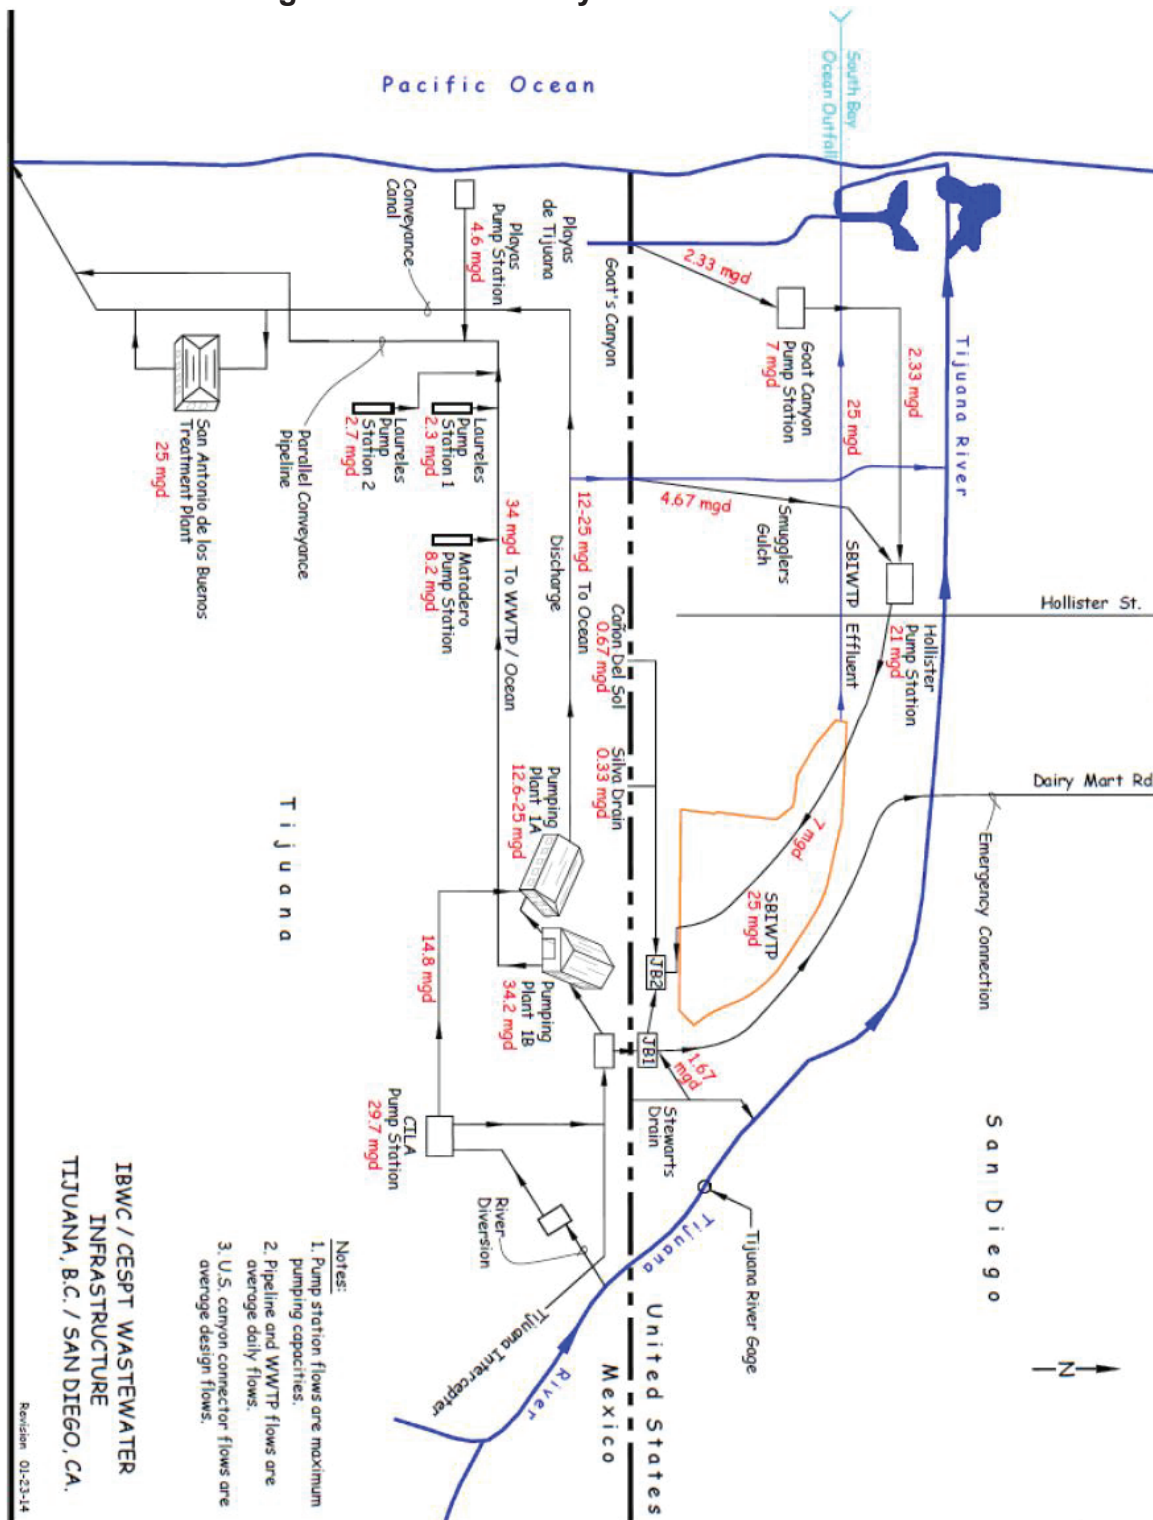 Pacific Ocean
South Bay
Ocean Outfall
Playas
de Tijuana
Playas
Pump Station
4.6 mgd
Conveyance
Canal
Goat's Canyon
2.33 mgd
Goat Canyon
Pump Station
7 mgd
2.33 mgd
25 mgd
Tijuana River
San Antonio de los Buenos
Treatment Plant
25 mgd
Parallel Conveyance
Pipeline
Laureles
Pump
Station 2
2.7 mgd
Laureles
Pump
Station 1
2.3 mgd
Matadero
Pump Station
8.2 mgd
34 mgd To WWTP / Ocean
12-25 mgd To Ocean
Discharge
4.67 mgd
Smugglers
Gulch
SBIWTP Effluent
Hollister St.
Hollister
Pump Station
21 mgd
Cañon Del Sol
0.67 mgd
Silva Drain
0.33 mgd
Dairy Mart Rd
Emergency Connection
7 mgd
SBIWTP
25 mgd
Pumping
Plant 1A
12.6-25 mgd
Pumping
Plant 1B
34.2 mgd
JB2
JB1
1.67
mgd
Stewarts
Drain
Tijuana
14.8 mgd
CILA
Pump Station
29.7 mgd
River
Diversion
Tijuana Intercepter
Tijuana
River
Tijuana River Gage
San Diego
United States
Mexico
N
Notes:
1. Pump station flows are maximum
pumping capacities.
2. Pipeline and WWTP flows are
average daily flows.
3. U.S. canyon connector flows are
average design flows.
IBWC / CESPT WASTEWATER
INFRASTRUCTURE
TIJUANA, B.C. / SAN DIEGO, CA.
Revision 01-23-14